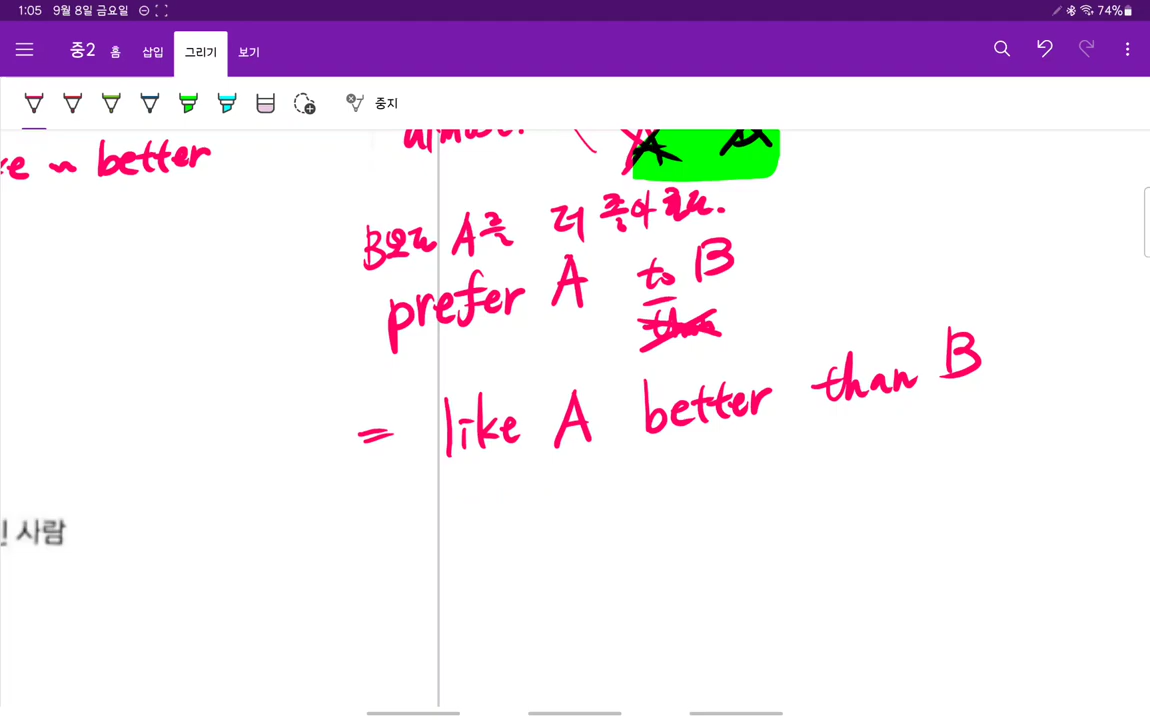 1:05 9월 8일 금요일 74%
중2 홈 삽입 그리기 보기
중지
better
B보다 A를 더 좋아한다.
prefer A to B
than
= like A better than B
사람